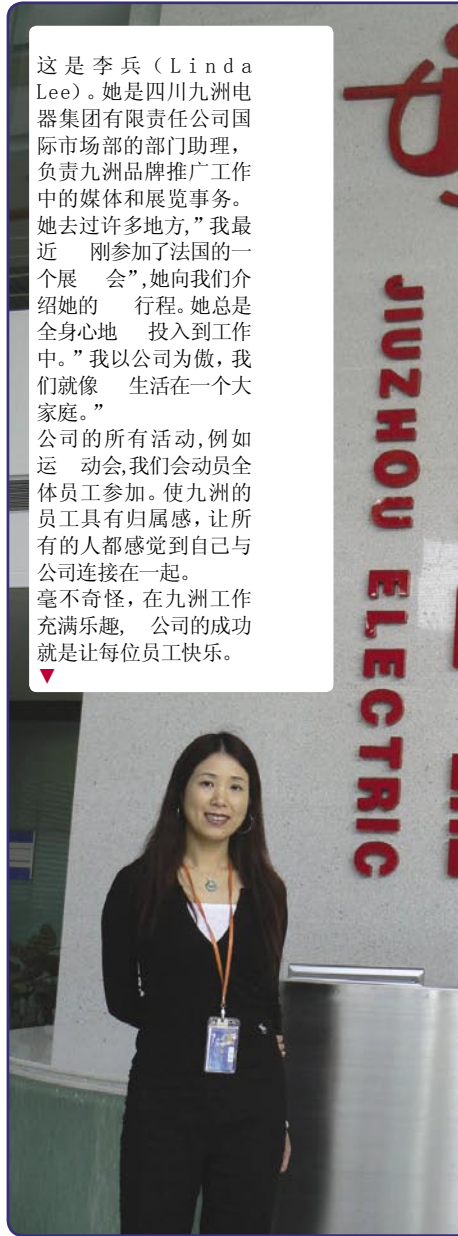 这是李兵（Linda
Lee）。她是四川九洲电
器集团有限责任公司国
际市场部的部门助理，
负责九洲品牌推广工作
中的媒体和展览事务。
她去过许多地方,”我最
近　刚参加了法国的一
个展　会”,她向我们介
绍她的　行程。她总是
全身心地　投入到工作
中。”我以公司为傲，我
们就像　生活在一个大
家庭。”
公司的所有活动,例如
运　动会,我们会动员全
体员工参加。使九洲的
员工具有归属感，让所
有的人都感觉到自己与
公司连接在一起。
毫不奇怪，在九洲工作
充满乐趣,　公司的成功
就是让每位员工快乐。
▼
JIUZHOU ELECTRIC